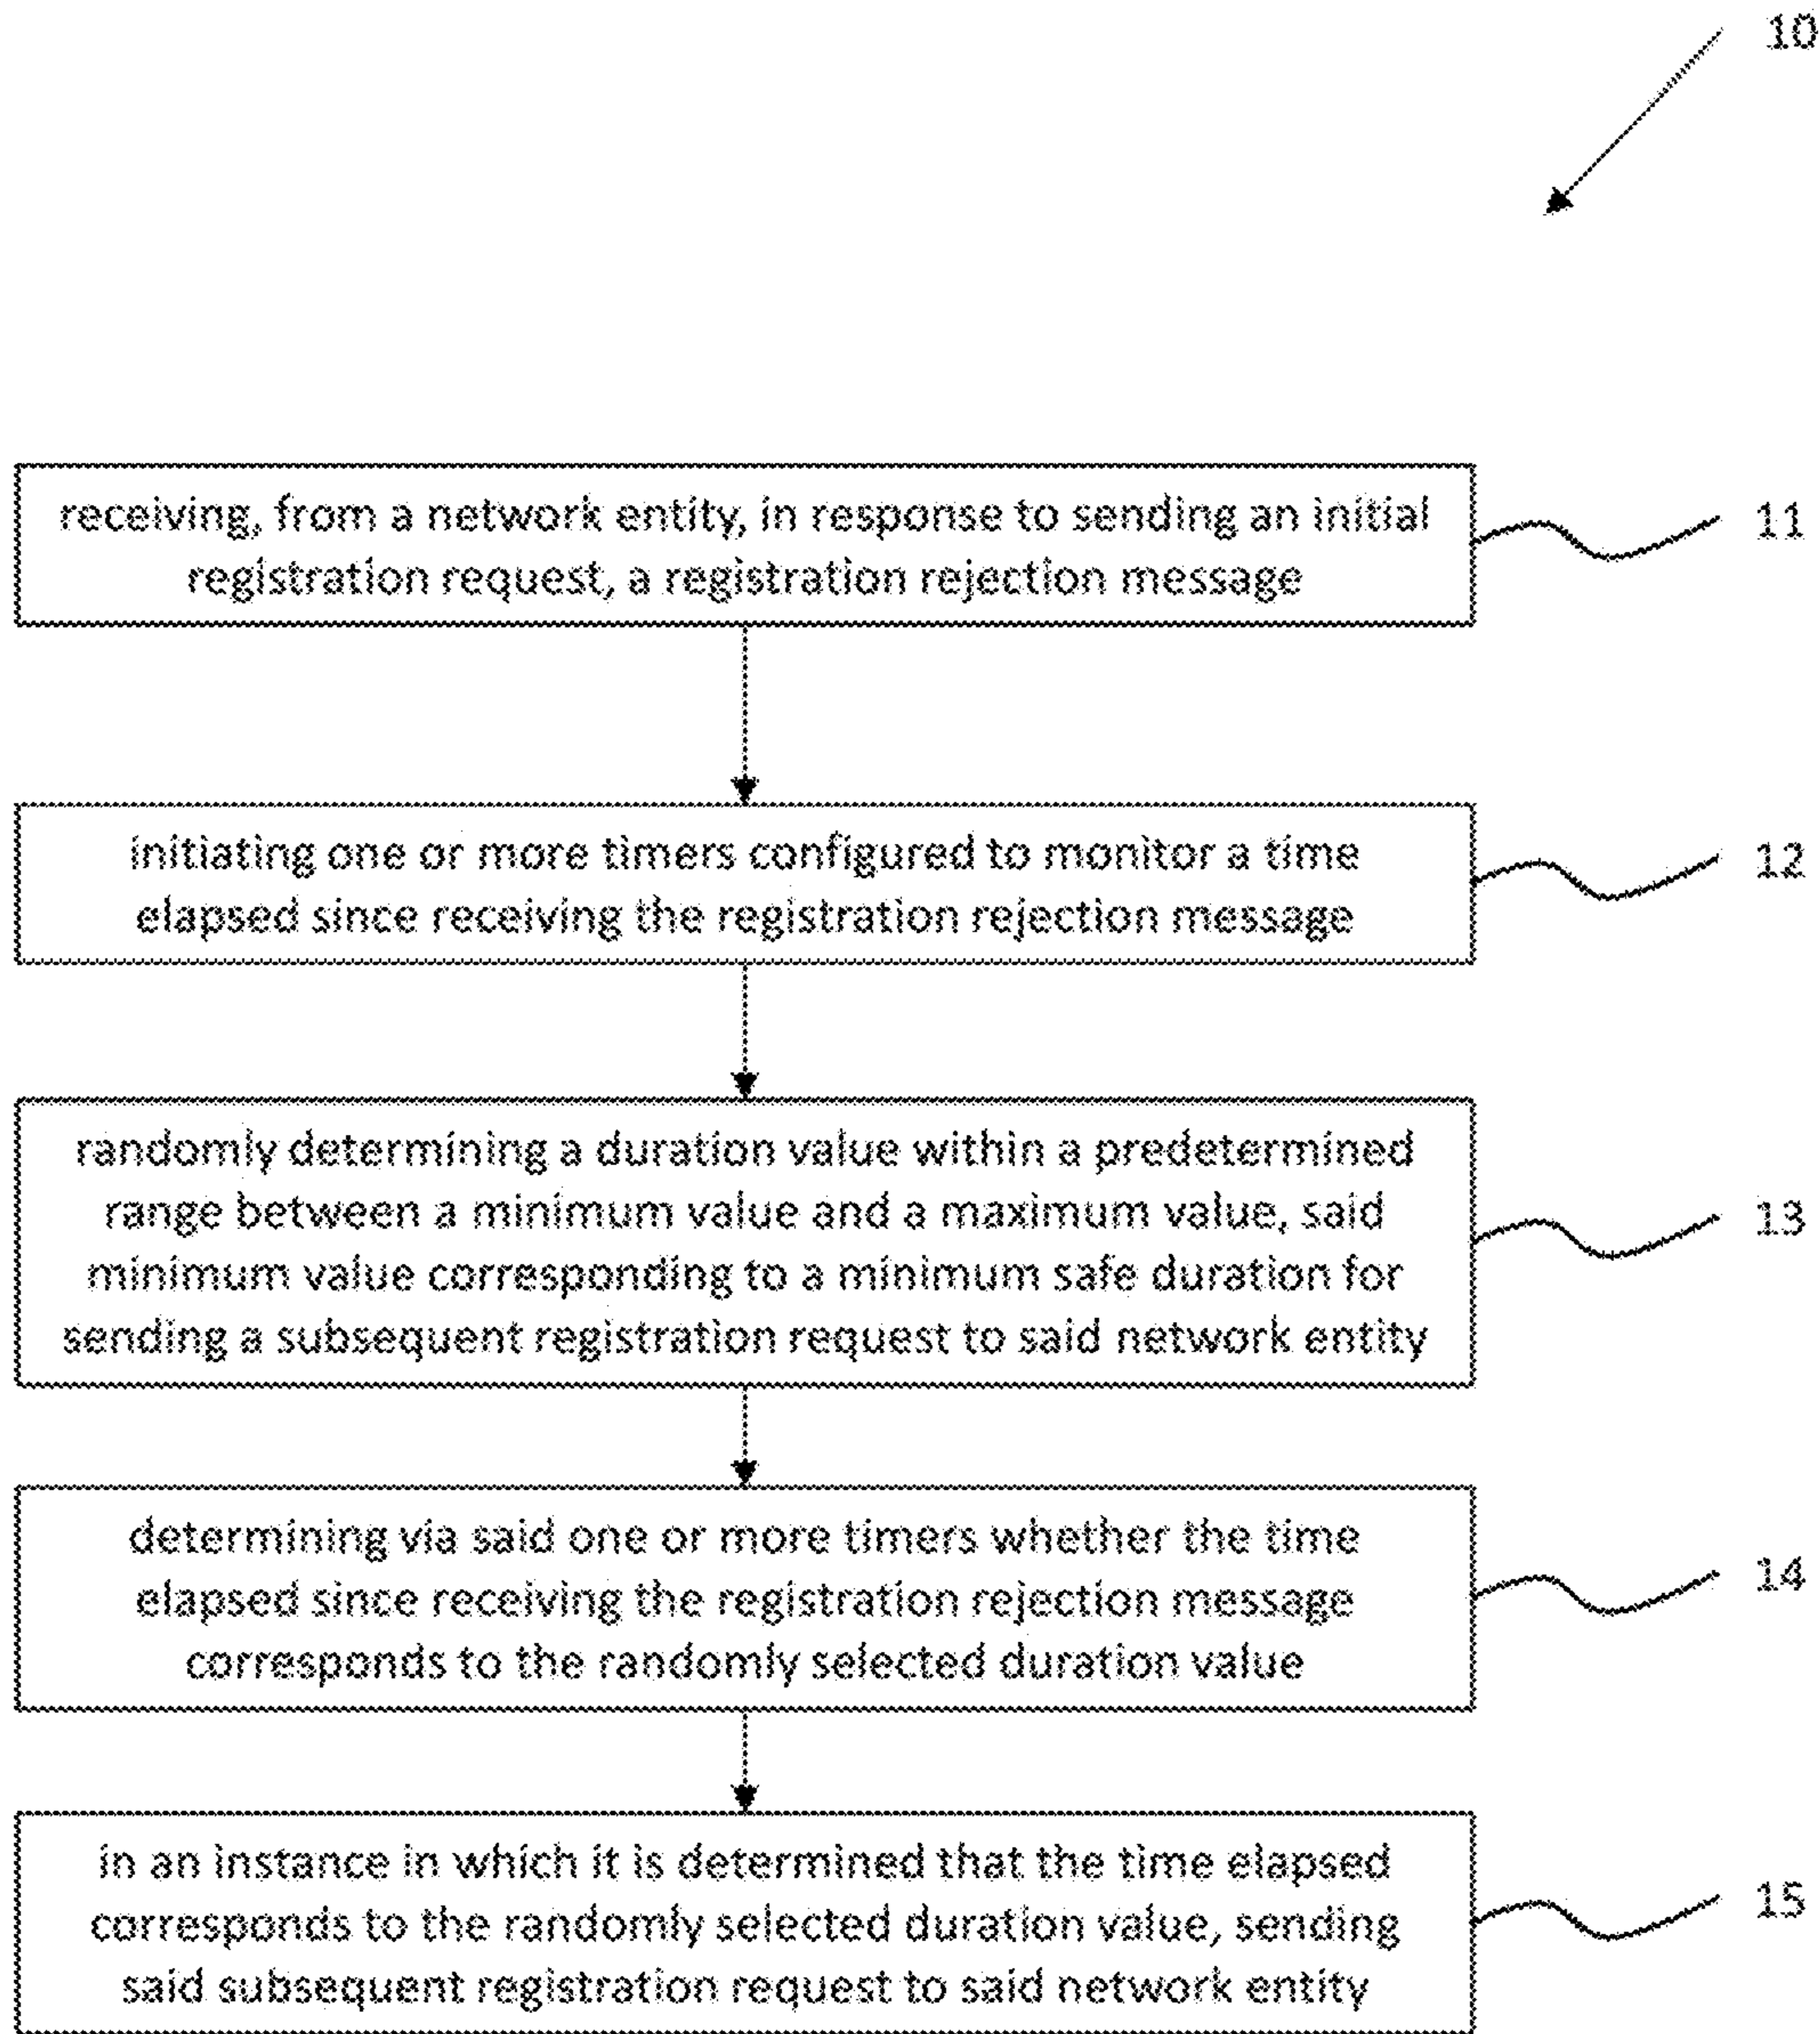 10
receiving, from a network entity, in response to sending an initial
registration request, a registration rejection message
11
initiating one or more timers configured to monitor a time
elapsed since receiving the registration rejection message
12
randomly determining a duration value within a predetermined
range between a minimum value and a maximum value, said
minimum value corresponding to a minimum safe duration for
sending a subsequent registration request to said network entity
13
determining via said one or more timers whether the time
elapsed since receiving the registration rejection message
corresponds to the randomly selected duration value
14
in an instance in which it is determined that the time elapsed
corresponds to the randomly selected duration value, sending
said subsequent registration request to said network entity
15